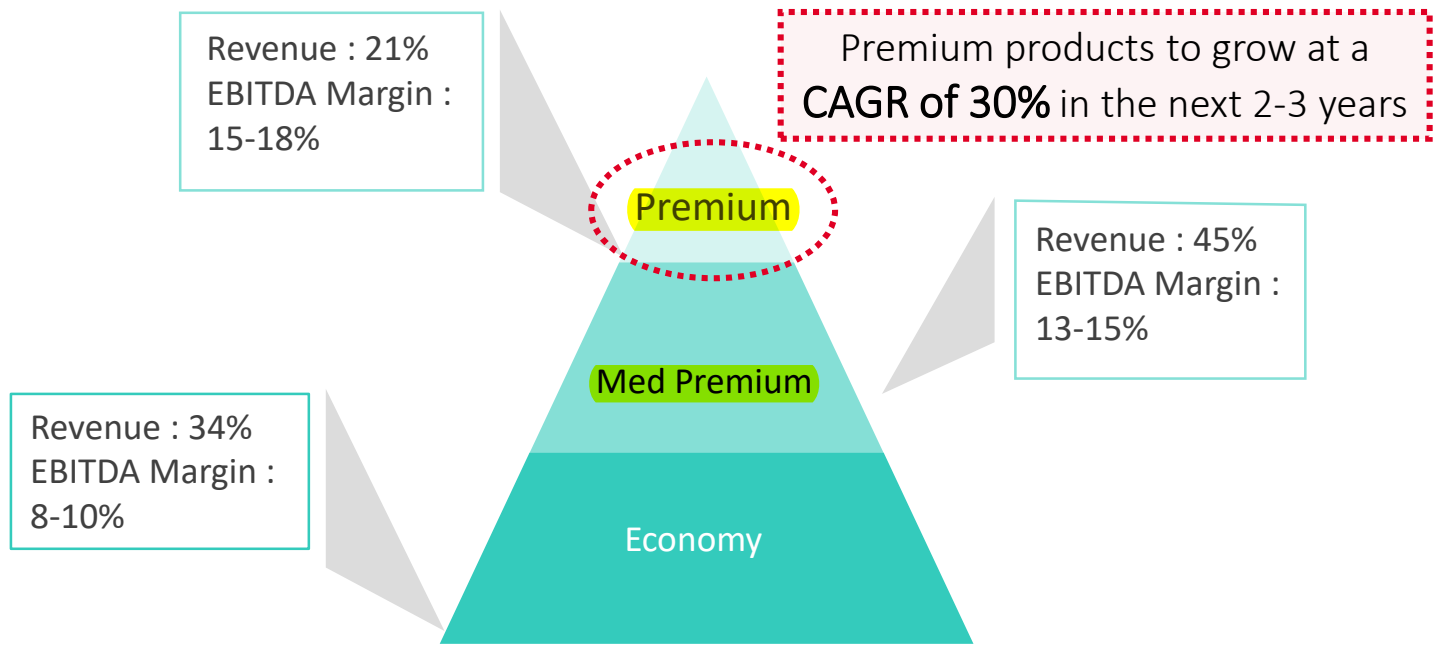 Revenue : 21%
EBITDA Margin :
15-18%
Premium products to grow at a
CAGR of 30% in the next 2-3 years
Premium
Revenue : 45%
EBITDA Margin :
13-15%
Med Premium
Revenue : 34%
EBITDA Margin :
8-10%
Economy